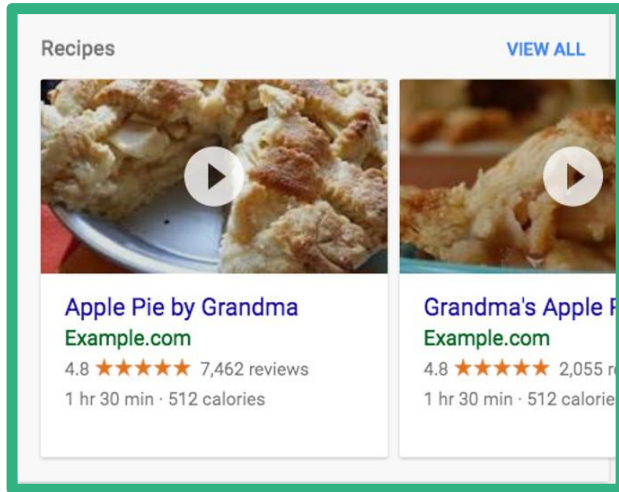 Recipes
VIEW ALL
Apple Pie by Grandma
Example.com
4.8 ★★★★★ 7,462 reviews
1 hr 30 min · 512 calories
Grandma's Apple
Example.com
4.8 ★★★★★ 2,055
1 hr 30 min · 512